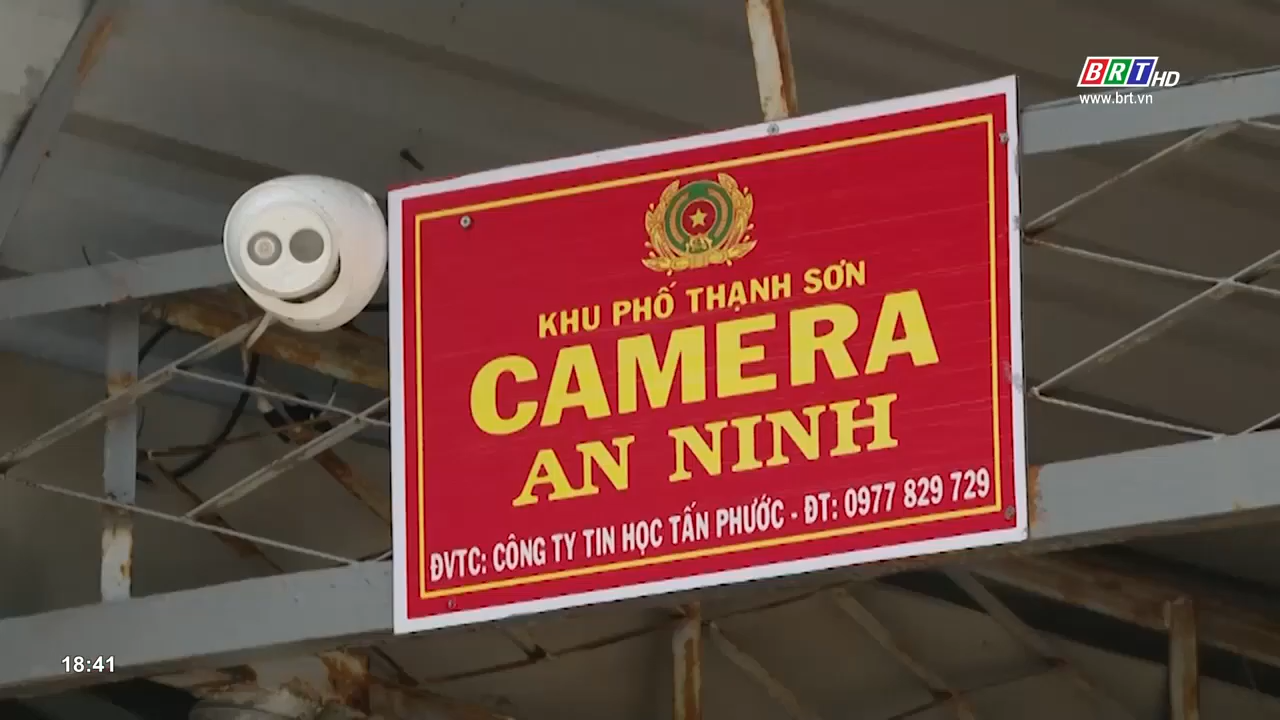 BRT HD
www.brt.vn
KHU PHỐ THẠNH SƠN
CAMERA
AN NINH
ĐVTC: CÔNG TY TIN HỌC TẤN PHƯỚC - ĐT: 0977 829 729
18:41